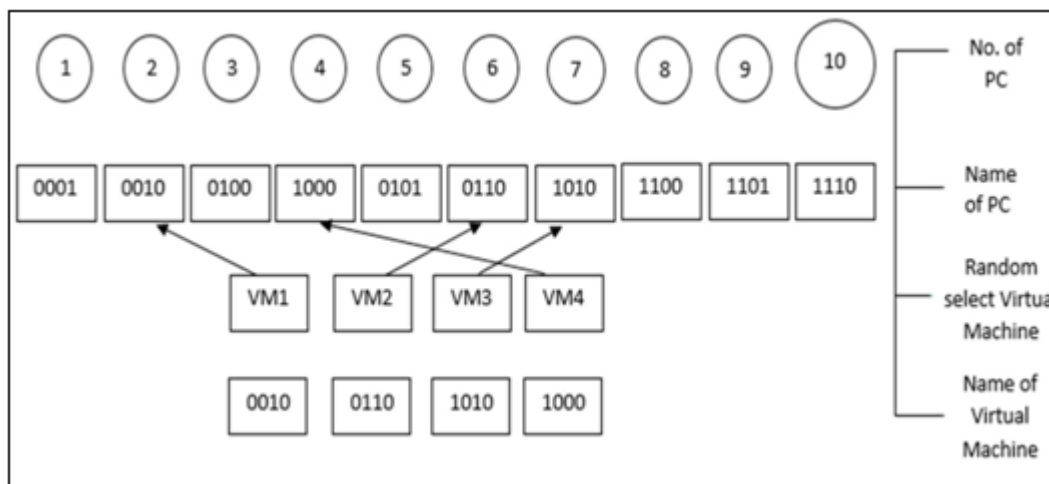 1 2 3 4 5 6 7 8 9 10
No. of
PC
0001 0010 0100 1000 0101 0110 1010 1100 1101 1110
Name
of PC
VM1 VM2 VM3 VM4
Random
select Virtua
Machine
0010 0110 1010 1000
Name of
Virtual
Machine